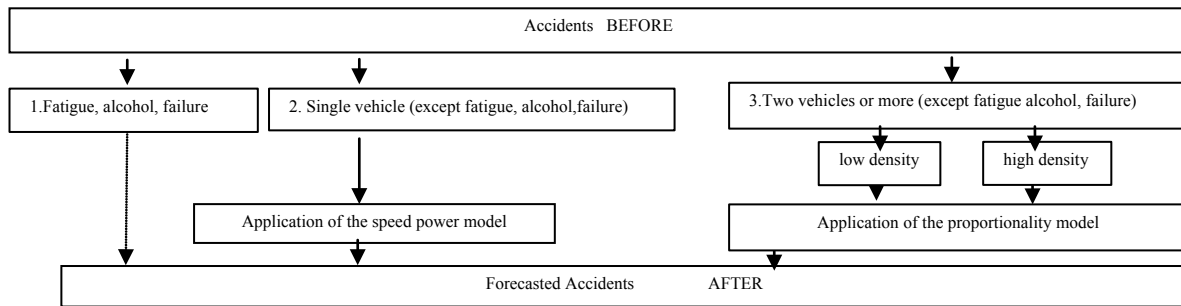 Accidents BEFORE
1.Fatigue, alcohol, failure
2. Single vehicle (except fatigue, alcohol,failure)
3.Two vehicles or more (except fatigue alcohol, failure)
low density
high density
Application of the speed power model
Application of the proportionality model
Forecasted Accidents AFTER